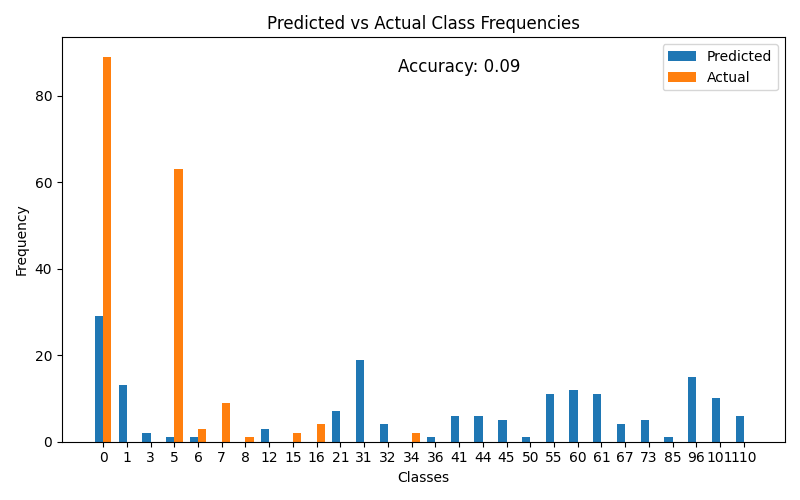 Predicted vs Actual Class Frequencies
Accuracy: 0.09
Predicted
Actual
Frequency
80
60
40
20
0
0 1 3 5 6 7 8 12 15 16 21 31 32 34 36 41 44 45 50 55 60 61 67 73 85 96 101 110
Classes